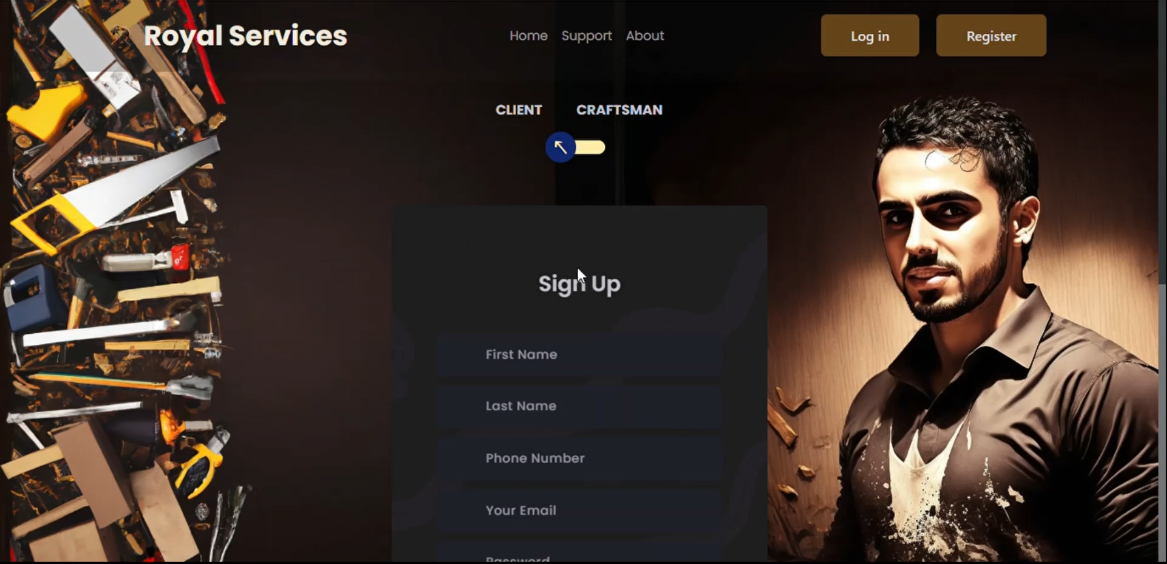 Royal Services
Home Support About
Log in
Register
CLIENT CRAFTSMAN
Sign Up
First Name
Last Name
Phone Number
Your Email
Password